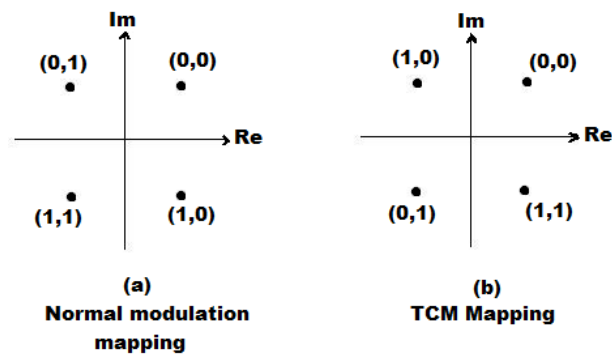 Im
(0,1)
(0,0)
Re
(1,1)
(1,0)
(a)
Normal modulation
mapping
Im
(1,0)
(0,0)
Re
(0,1)
(1,1)
(b)
TCM Mapping